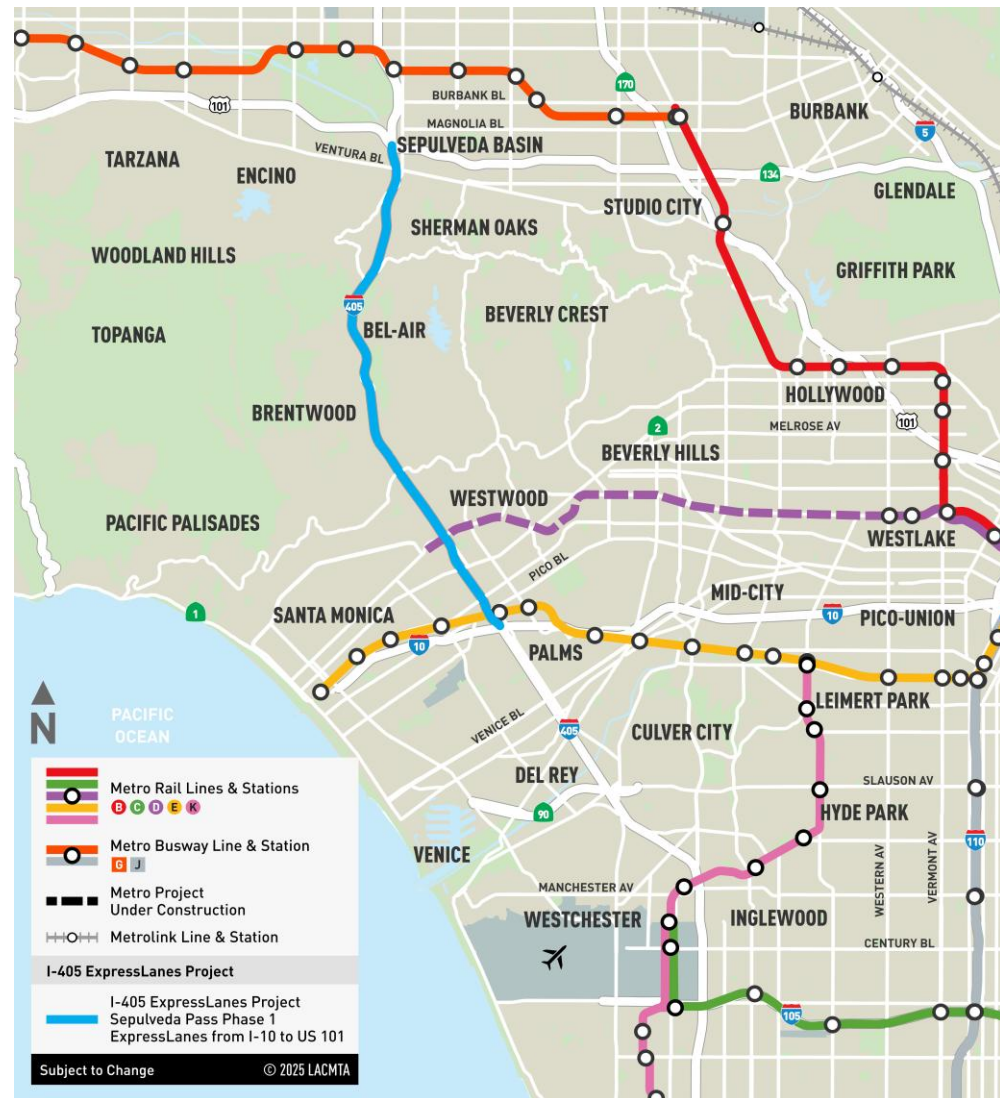 170
101
BURBANK BL
BURBANK
MAGNOLIA BL
5
SEPULVEDA BASIN
VENTURA BL
TARZANA
134
ENCINO
GLENDALE
STUDIO CITY
SHERMAN OAKS
WOODLAND HILLS
GRIFFITH PARK
405
BEVERLY CREST
BEL-AIR
TOPANGA
HOLLYWOOD
BRENTWOOD
101
MELROSE AV
2
BEVERLY HILLS
WESTWOOD
PACIFIC PALISADES
WESTLAKE
PICO BL
MID-CITY
1
SANTA MONICA
10
PICO-UNION
10
PALMS
LEIMERT PARK
N
PACIFIC
OCEAN
VENICE BL
405
CULVER CITY
DEL REY
SLAUSON AV
90
HYDE PARK
110
VENICE
WESTERN AV
VERMONT AV
MANCHESTER AV
WESTCHESTER
INGLEWOOD
CENTURY BL
105
Metro Rail Lines & Stations
B C D E K
Metro Busway Line & Station
G J
Metro Project
Under Construction
Metrolink Line & Station
I-405 ExpressLanes Project
I-405 ExpressLanes Project
Sepulveda Pass Phase 1
ExpressLanes from I-10 to US 101
Subject to Change © 2025 LACMTA